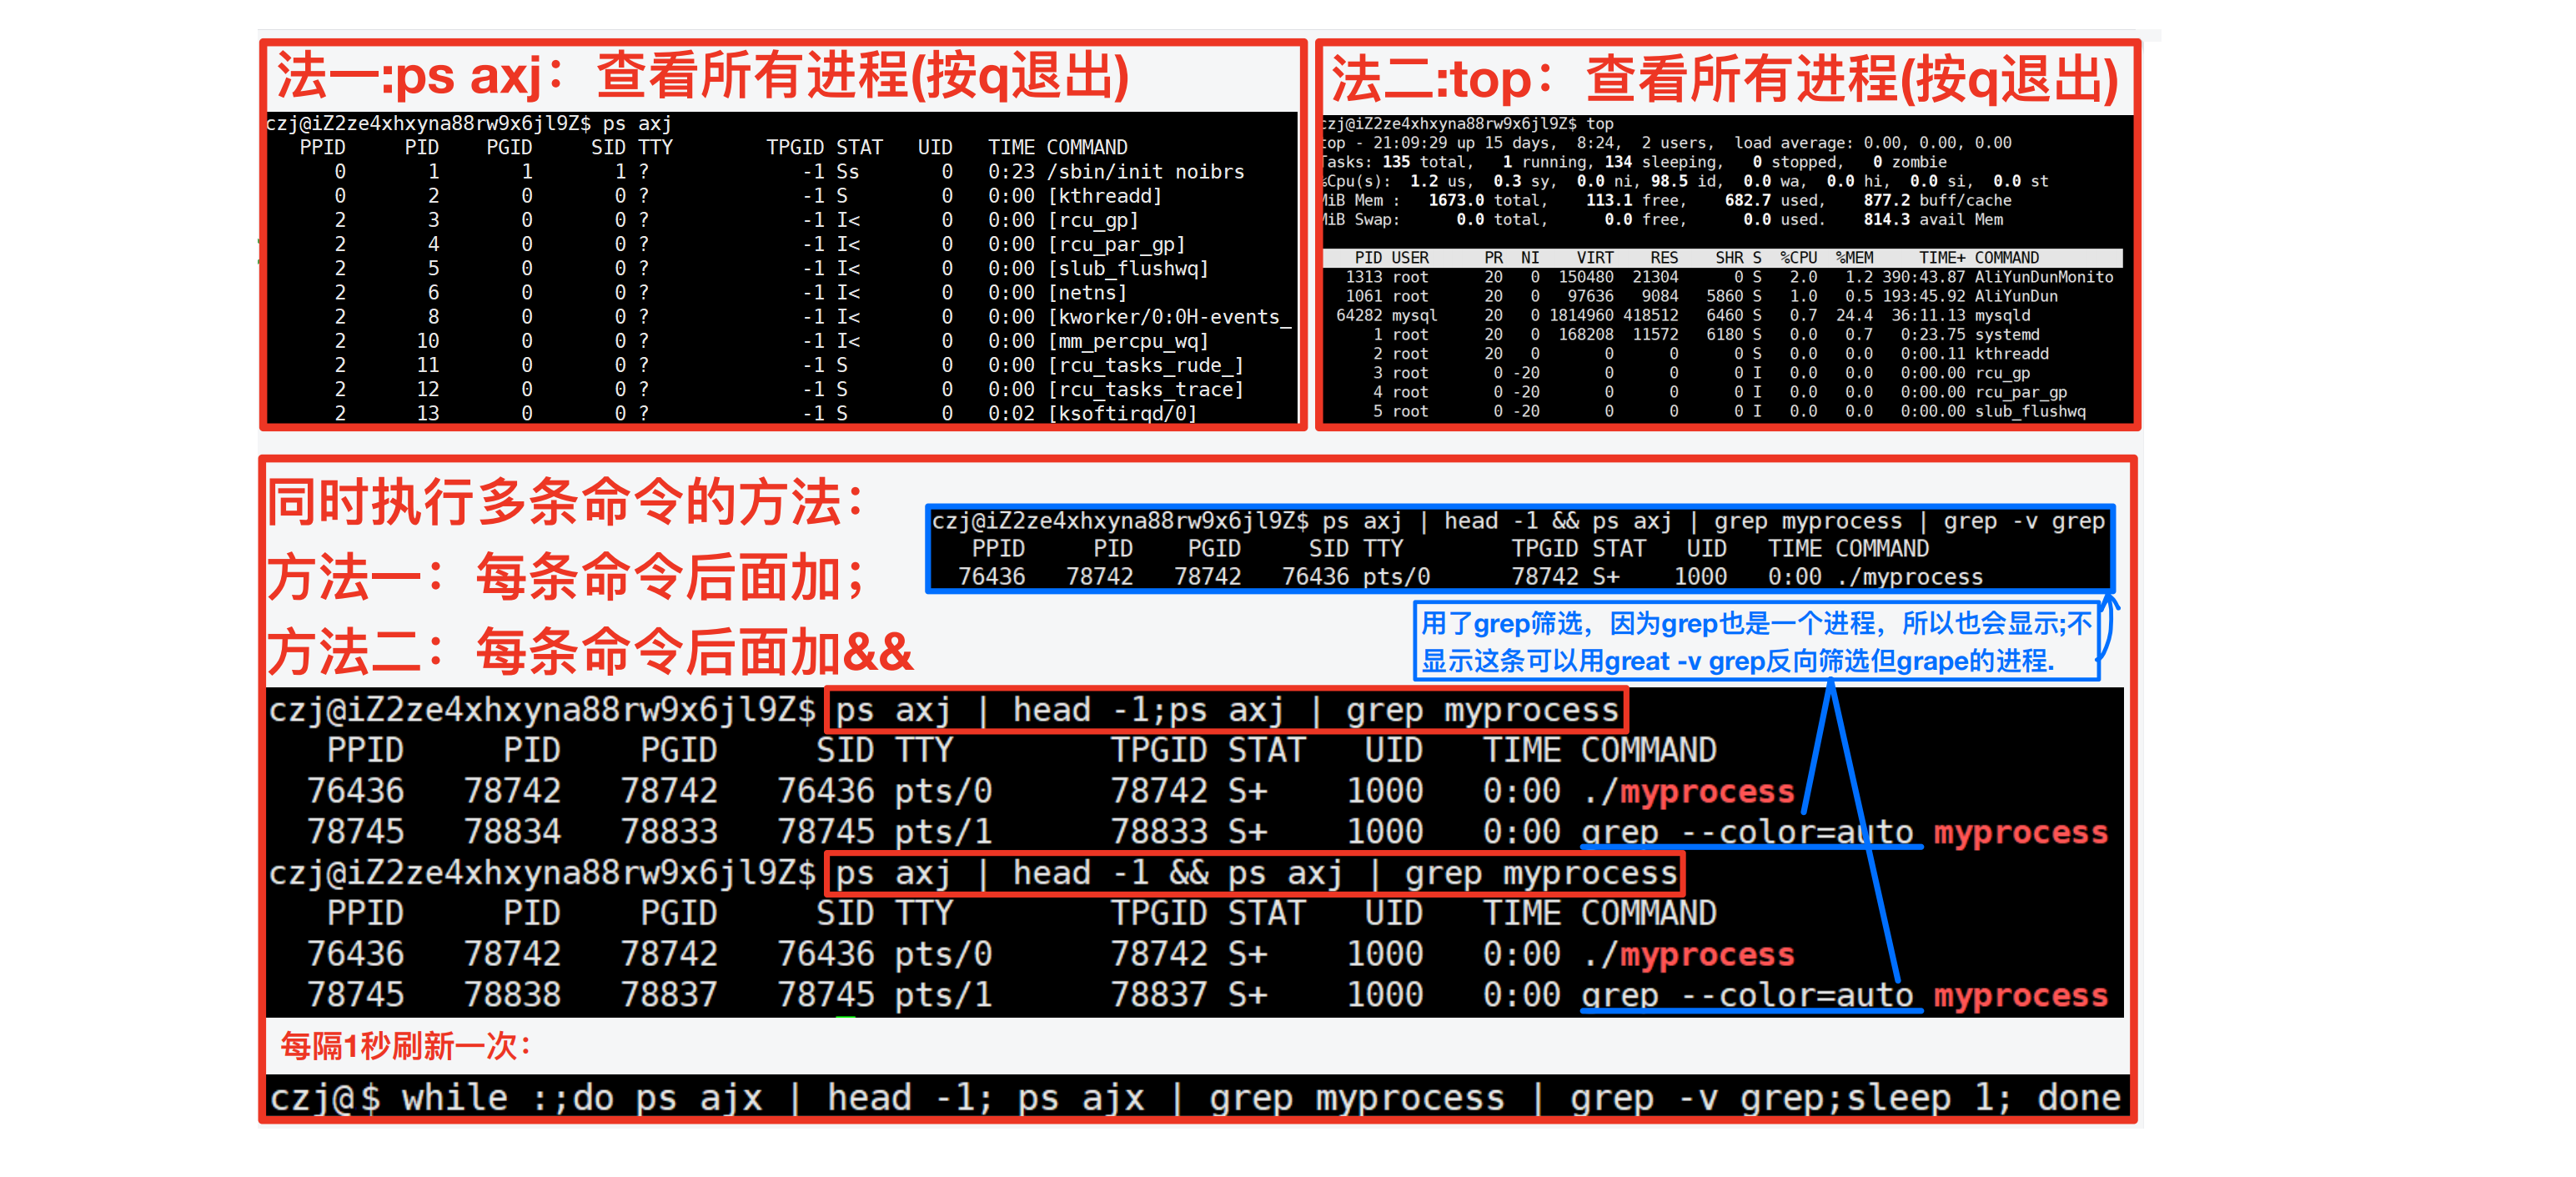 法一:ps axj：查看所有进程(按q退出)
czj@iZ2ze4xhxyna88rw9x6jl9Z$ ps axj
PPID PID PGID SID TTY TPGID STAT UID TIME COMMAND
0 1 1 1 ? -1 Ss 0 0:23 /sbin/init noibrs
0 2 0 0 ? -1 S 0 0:00 [kthreadd]
2 3 0 0 ? -1 I< 0 0:00 [rcu_gp]
2 4 0 0 ? -1 I< 0 0:00 [rcu_par_gp]
2 5 0 0 ? -1 I< 0 0:00 [slub_flushwq]
2 6 0 0 ? -1 I< 0 0:00 [netns]
2 8 0 0 ? -1 I< 0 0:00 [kworker/0:0H-events_
2 10 0 0 ? -1 I< 0 0:00 [mm_percpu_wq]
2 11 0 0 ? -1 S 0 0:00 [rcu_tasks_rude_]
2 12 0 0 ? -1 S 0 0:00 [rcu_tasks_trace]
2 13 0 0 ? -1 S 0 0:02 [ksoftirqd/0]
法二:top：查看所有进程(按q退出)
czj@iZ2ze4xhxyna88rw9x6jl9Z$ top
top - 21:09:29 up 15 days, 8:24, 2 users, load average: 0.00, 0.00, 0.00
Tasks: 135 total, 1 running, 134 sleeping, 0 stopped, 0 zombie
%Cpu(s): 1.2 us, 0.3 sy, 0.0 ni, 98.5 id, 0.0 wa, 0.0 hi, 0.0 si, 0.0 st
MiB Mem : 1673.0 total, 113.1 free, 682.7 used, 877.2 buff/cache
MiB Swap: 0.0 total, 0.0 free, 0.0 used. 814.3 avail Mem
PID USER PR NI VIRT RES SHR S %CPU %MEM TIME+ COMMAND
1313 root 20 0 150480 21304 0 S 2.0 1.2 390:43.87 AliYunDunMonito
1061 root 20 0 97636 9084 5860 S 1.0 0.5 193:45.92 AliYunDun
64282 mysql 20 0 1814960 418512 6460 S 0.7 24.4 36:11.13 mysqld
1 root 20 0 168208 11572 6180 S 0.0 0.7 0:23.75 systemd
2 root 20 0 0 0 0 S 0.0 0.0 0:00.11 kthreadd
3 root 0 -20 0 0 0 I 0.0 0.0 0:00.00 rcu_gp
4 root 0 -20 0 0 0 I 0.0 0.0 0:00.00 rcu_par_gp
5 root 0 -20 0 0 0 I 0.0 0.0 0:00.00 slub_flushwq
同时执行多条命令的方法：
方法一：每条命令后面加；
方法二：每条命令后面加&&
czj@iZ2ze4xhxyna88rw9x6jl9Z$ ps axj | head -1 && ps axj | grep myprocess | grep -v grep
PPID PID PGID SID TTY TPGID STAT UID TIME COMMAND
76436 78742 78742 76436 pts/0 78742 S+ 1000 0:00 ./myprocess
用了grep筛选，因为grep也是一个进程，所以也会显示;不
显示这条可以用great -v grep反向筛选但grape的进程.
czj@iZ2ze4xhxyna88rw9x6jl9Z$ ps axj | head -1;ps axj | grep myprocess
PPID PID PGID SID TTY TPGID STAT UID TIME COMMAND
76436 78742 78742 76436 pts/0 78742 S+ 1000 0:00 ./myprocess
78745 78834 78833 78745 pts/1 78833 S+ 1000 0:00 grep --color=auto myprocess
czj@iZ2ze4xhxyna88rw9x6jl9Z$ ps axj | head -1 && ps axj | grep myprocess
PPID PID PGID SID TTY TPGID STAT UID TIME COMMAND
76436 78742 78742 76436 pts/0 78742 S+ 1000 0:00 ./myprocess
78745 78838 78837 78745 pts/1 78837 S+ 1000 0:00 grep --color=auto myprocess
每隔1秒刷新一次：
czj@$ while :;do ps ajx | head -1; ps ajx | grep myprocess | grep -v grep;sleep 1; done